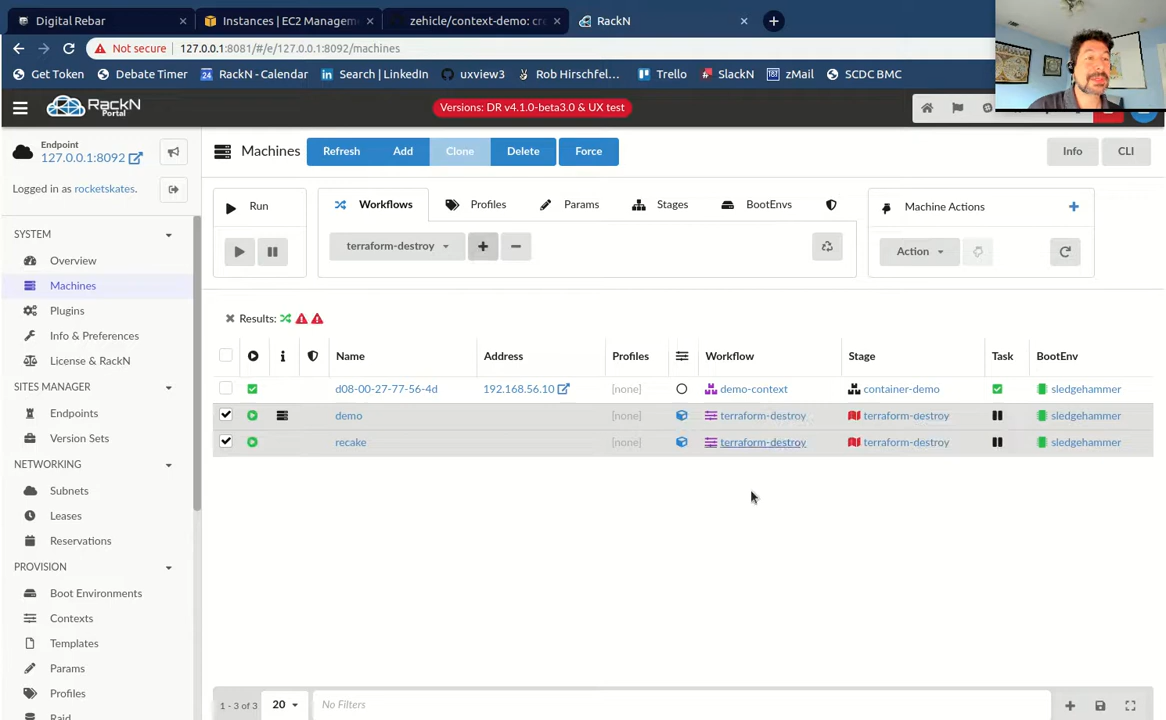 Digital Rebar
Instances | EC2 Managem
zehicle/context-demo: cre
RackN
Not secure 127.0.0.1:8081/#/e/127.0.0.1:8092/machines
Get Token
Debate Timer
RackN - Calendar
Search | LinkedIn
uxview3
Rob Hirschfel...
Trello
SlackN
zMail
SCDC BMC
RackN Portal
Versions: DR v4.1.0-beta3.0 & UX test
Endpoint
127.0.0.1:8092
Logged in as rocketskates.
Machines
Refresh
Add
Clone
Delete
Force
Info
CLI
Run
Workflows
Profiles
Params
Stages
BootEnvs
Machine Actions
terraform-destroy
Action
SYSTEM
Overview
Machines
Plugins
Info & Preferences
License & RackN
SITES MANAGER
Endpoints
Version Sets
NETWORKING
Subnets
Leases
Reservations
PROVISION
Boot Environments
Contexts
Templates
Params
Profiles
Raid
Results:
Name Address Profiles Workflow Stage Task BootEnv
d08-00-27-77-56-4d 192.168.56.10 [none] demo-context container-demo sledgehammer
demo [none] terraform-destroy terraform-destroy sledgehammer
recake [none] terraform-destroy terraform-destroy sledgehammer
1 - 3 of 3
20
No Filters